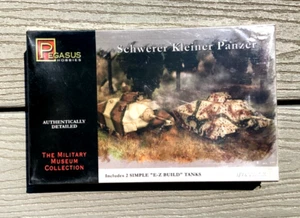 PEGASUS
HOBBIES
Schwerer Kleiner Panzer
AUTHENTICALLY
DETAILED
THE MILITARY
MUSEUM
COLLECTION
Includes 2 SIMPLE "E-Z BUILD" TANKS